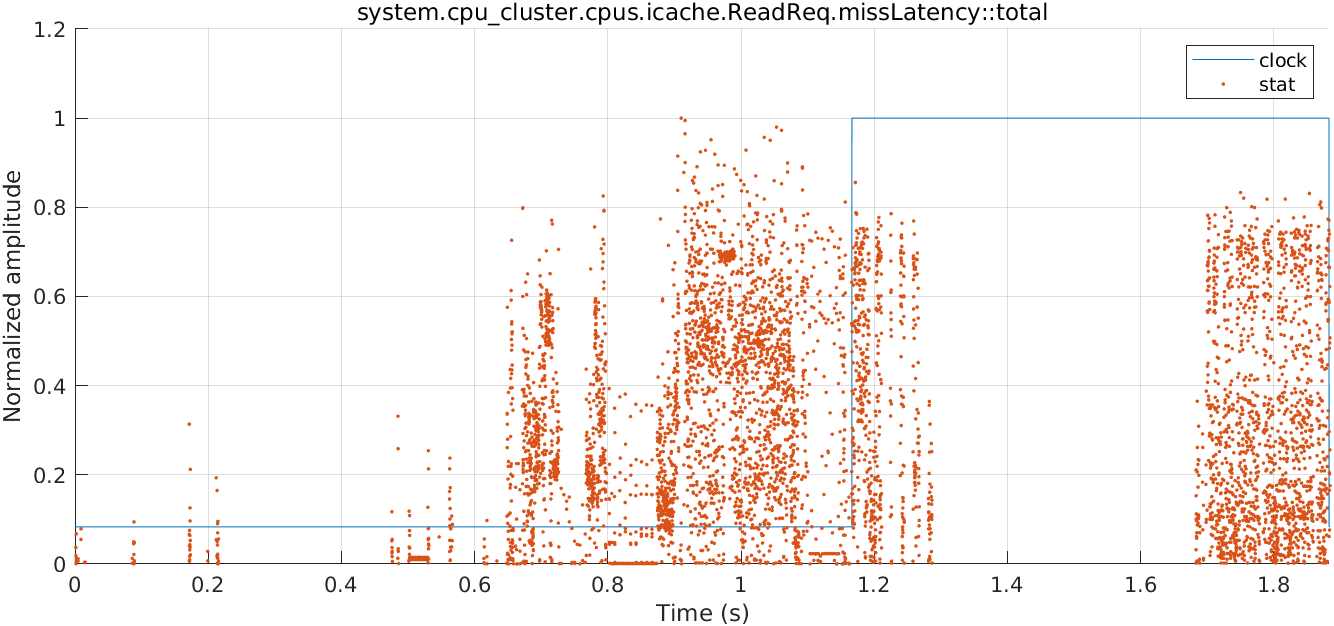 system.cpu_cluster.cpus.icache.ReadReq.missLatency::total
1.2
1
0.8
0.6
0.4
0.2
0
Normalized amplitude
clock
stat
0 0.2 0.4 0.6 0.8 1 1.2 1.4 1.6 1.8
Time (s)